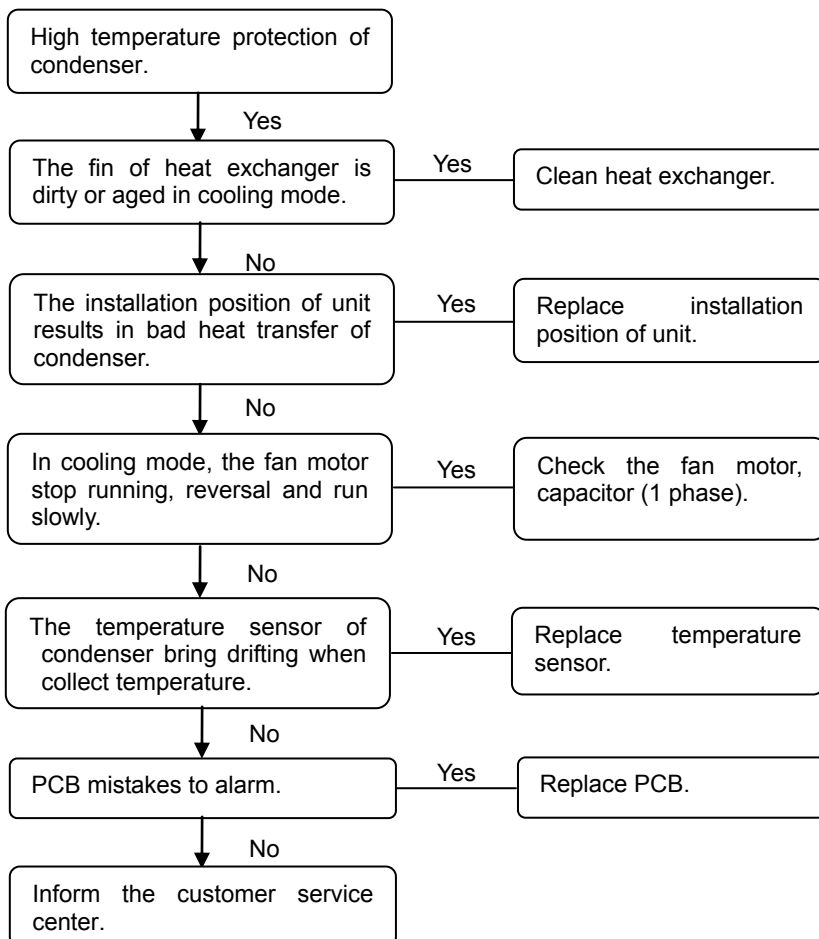 High temperature protection of
condenser.
Yes
The fin of heat exchanger is
dirty or aged in cooling mode.
Yes
Clean heat exchanger.
No
The installation position of unit
results in bad heat transfer of
condenser.
Yes
Replace installation
position of unit.
No
In cooling mode, the fan motor
stop running, reversal and run
slowly.
Yes
Check the fan motor,
capacitor (1 phase).
No
The temperature sensor of
condenser bring drifting when
collect temperature.
Yes
Replace temperature
sensor.
No
PCB mistakes to alarm.
Yes
Replace PCB.
No
Inform the customer service
center.